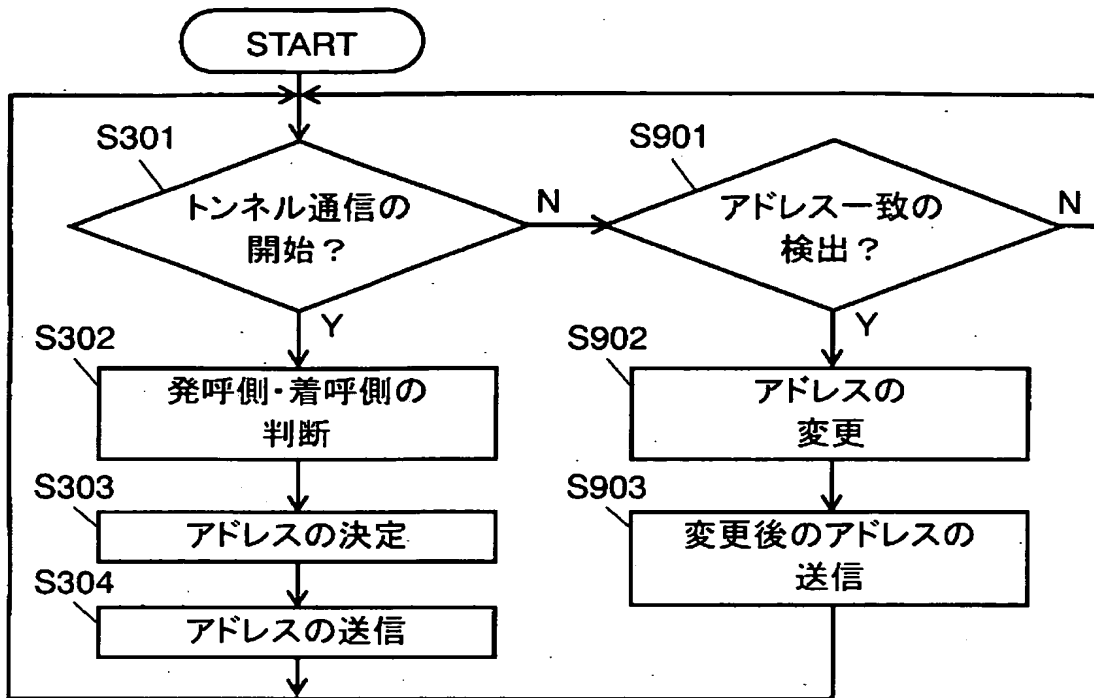 START
S301
トンネル通信の
開始？
N
Y
S901
アドレス一致の
検出？
N
Y
S302
発呼側・着呼側の
判断
S303
アドレスの決定
S304
アドレスの送信
S902
アドレスの
変更
S903
変更後のアドレスの
送信